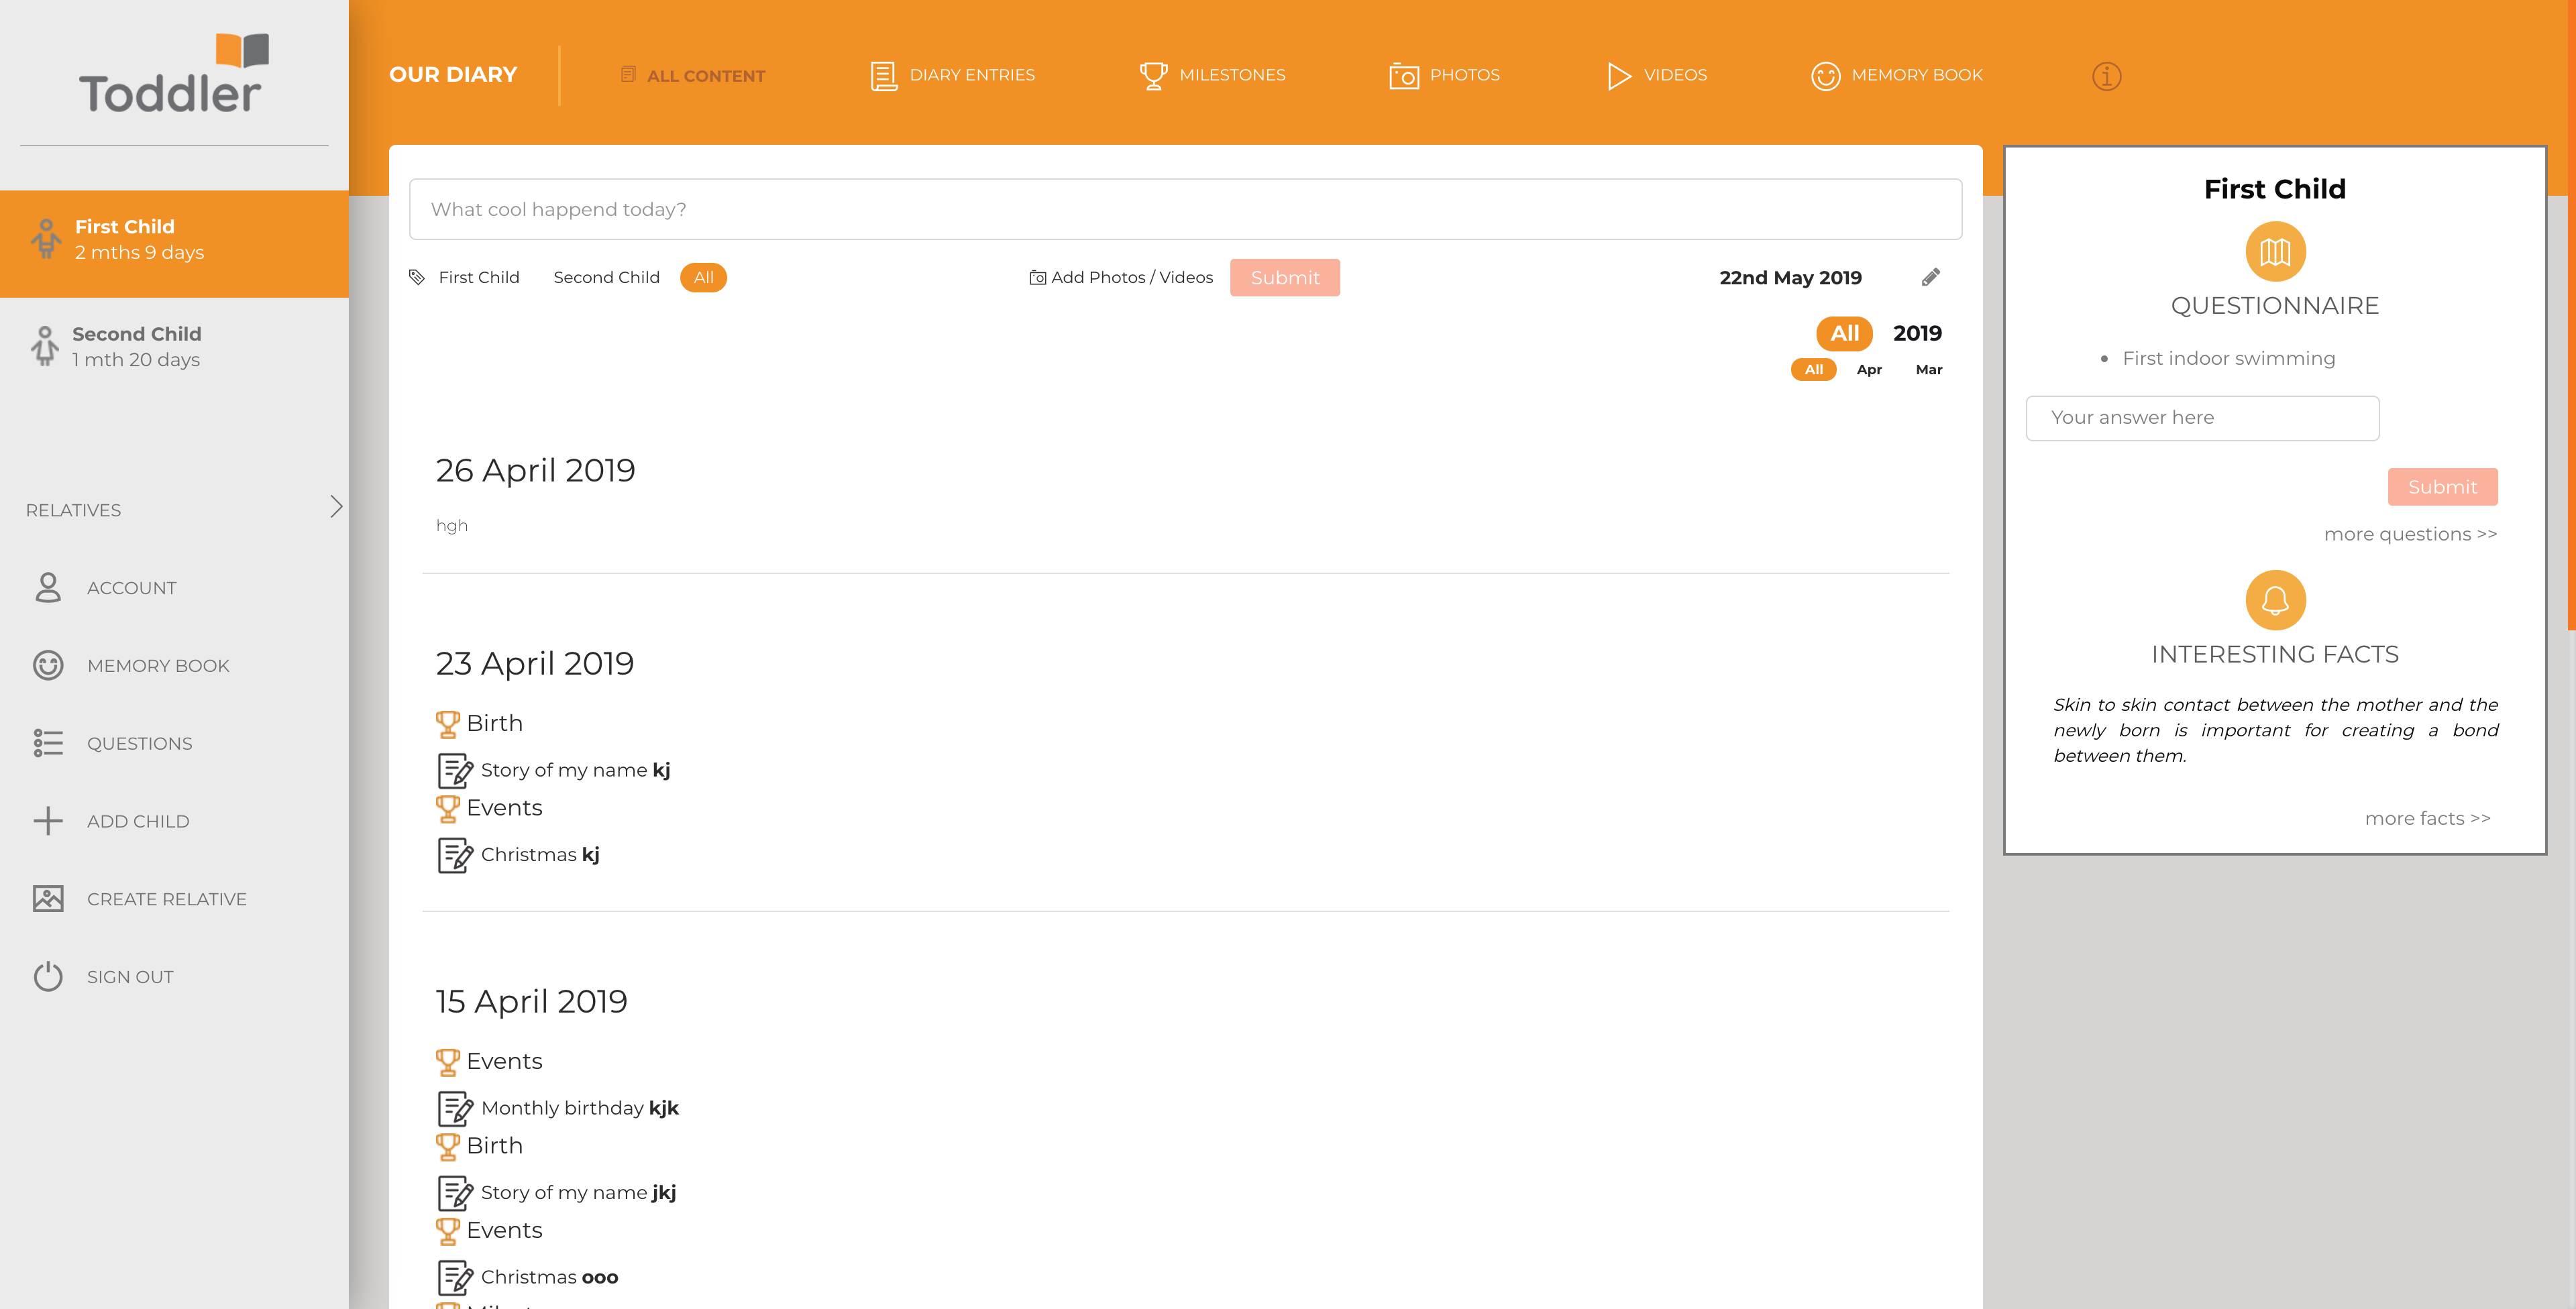 Toddler
First Child
2 mths 9 days
Second Child
1 mth 20 days
RELATIVES
ACCOUNT
MEMORY BOOK
QUESTIONS
ADD CHILD
CREATE RELATIVE
SIGN OUT
OUR DIARY
ALL CONTENT
DIARY ENTRIES
MILESTONES
PHOTOS
VIDEOS
MEMORY BOOK
What cool happend today?
First Child Second Child All Add Photos / Videos Submit 22nd May 2019
All 2019
All Apr Mar
26 April 2019
hgh
23 April 2019
Birth
Story of my name kj
Events
Christmas kj
15 April 2019
Events
Monthly birthday kjk
Birth
Story of my name jkj
Events
Christmas ooo
First Child
QUESTIONNAIRE
• First indoor swimming
Your answer here
Submit
more questions >>
INTERESTING FACTS
Skin to skin contact between the mother and the
newly born is important for creating a bond
between them.
more facts >>